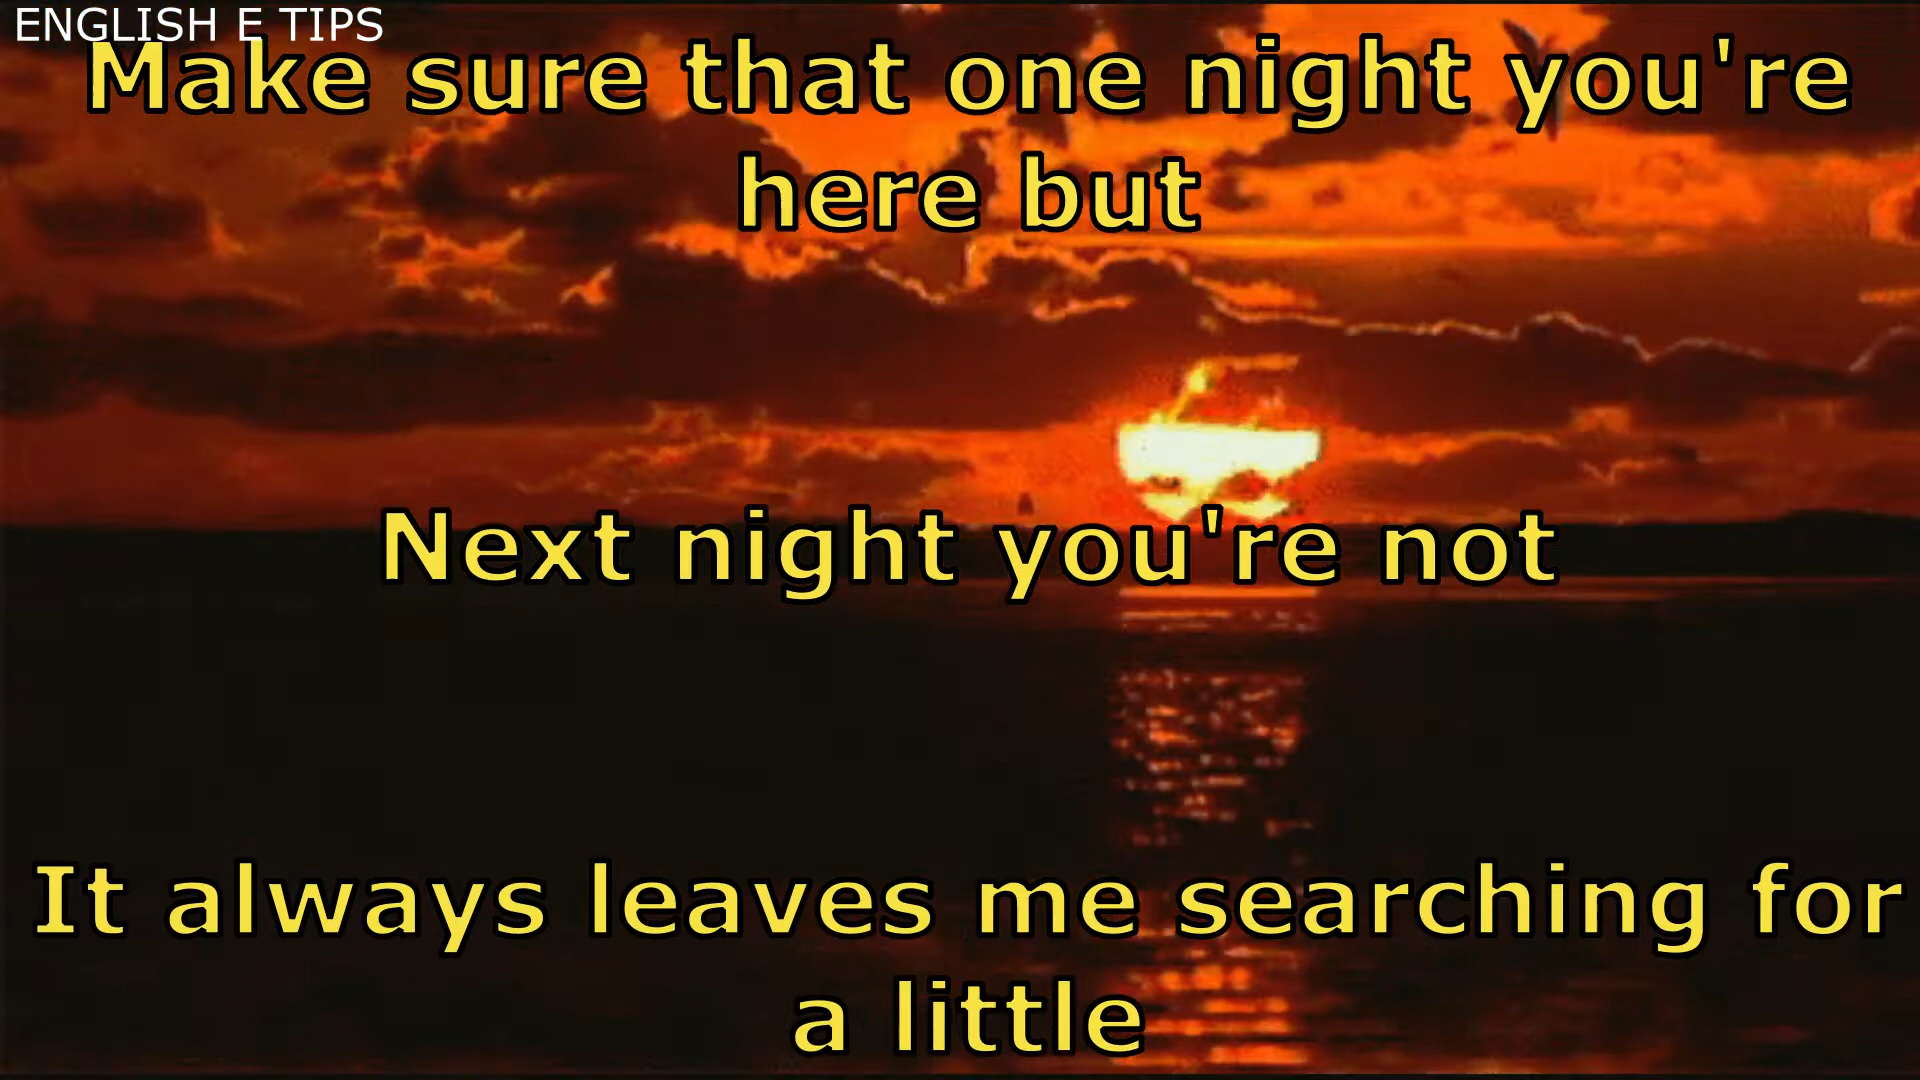 ENGLISH E TIPS
Make sure that one night you're
here but
Next night you're not
It always leaves me searching for
a little